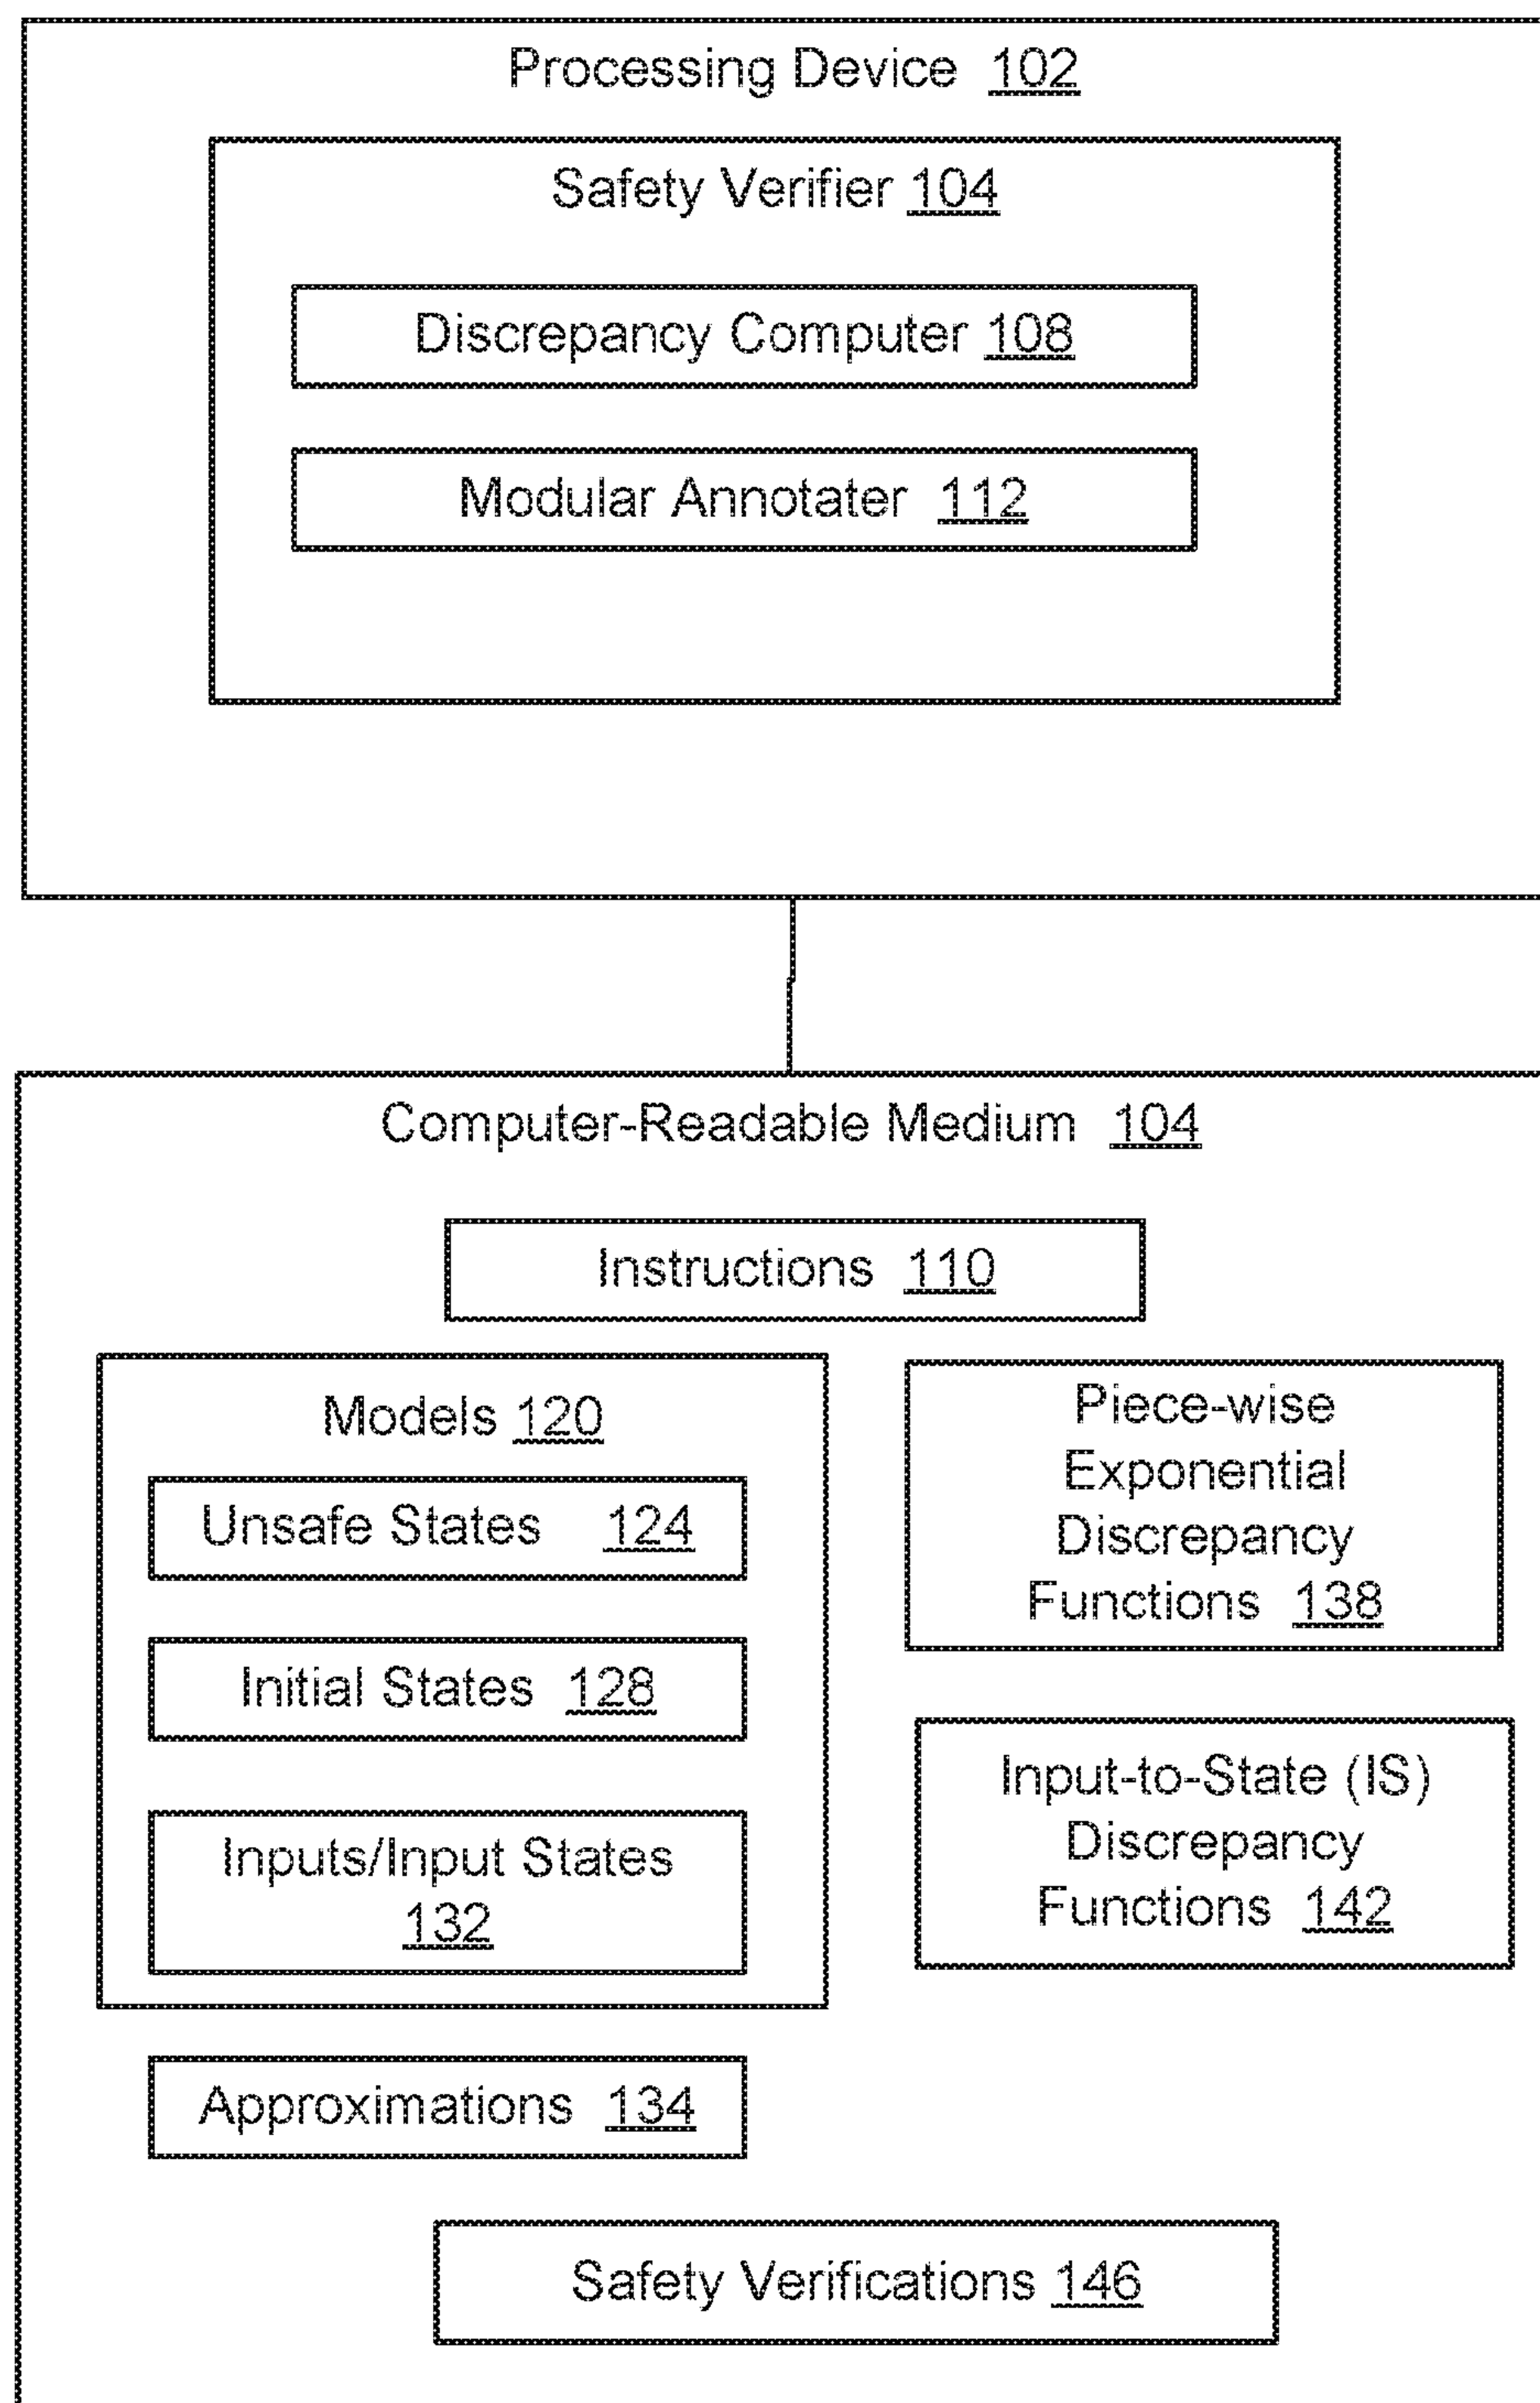 Processing Device 102
Safety Verifier 104
Discrepancy Computer 108
Modular Annotater 112
Computer-Readable Medium 104
Instructions 110
Models 120
Unsafe States 124
Initial States 128
Inputs/Input States
132
Piece-wise
Exponential
Discrepancy
Functions 138
Input-to-State (IS)
Discrepancy
Functions 142
Approximations 134
Safety Verifications 146